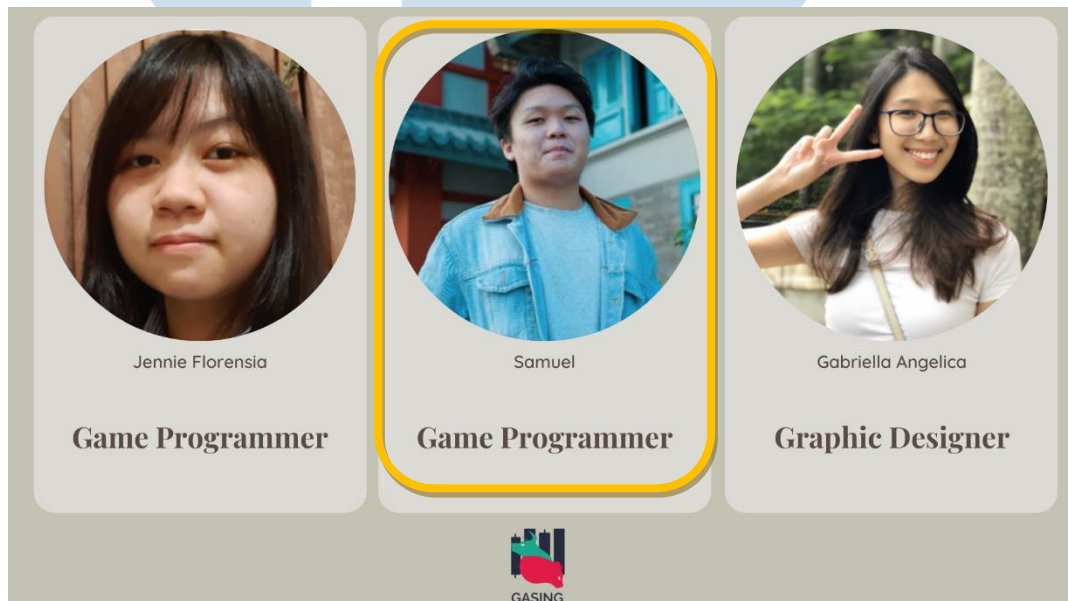 Jennie Florensia
Samuel
Gabriella Angelica
Game Programmer
Game Programmer
Graphic Designer
GASING